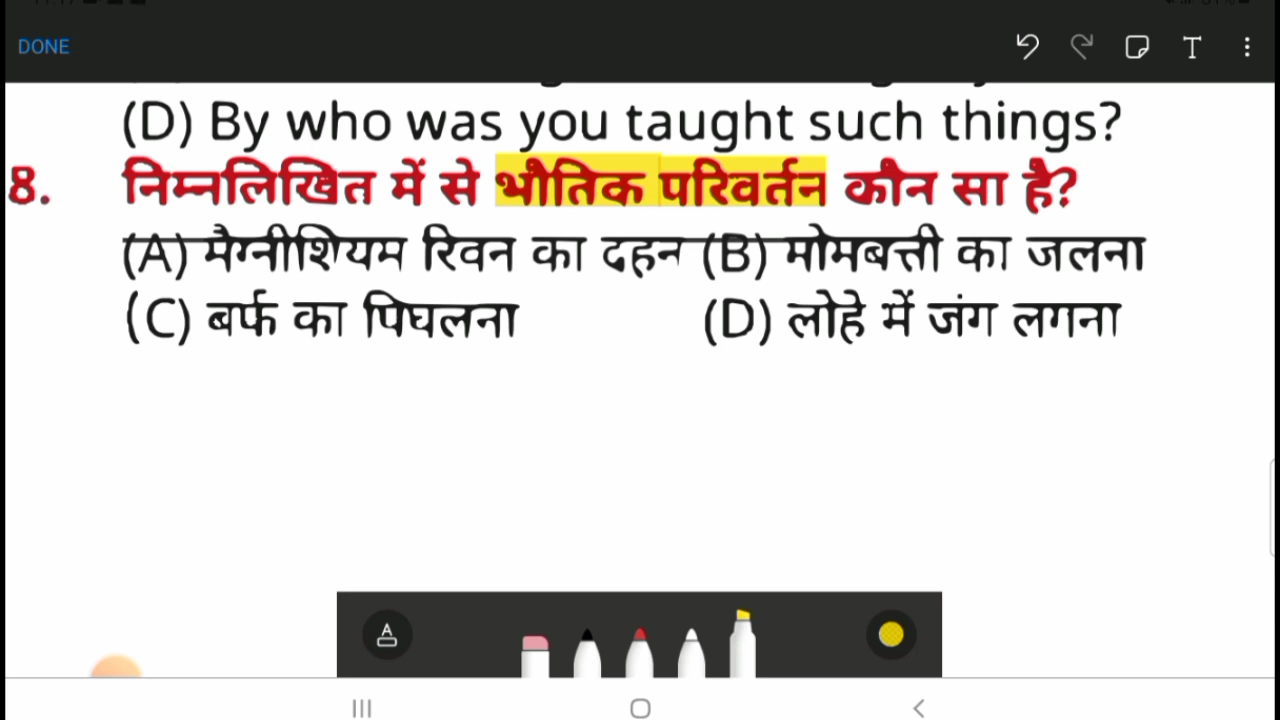 DONE
T
(D) By who was you taught such things?
8. निम्नलिखित में से भौतिक परिवर्तन कौन सा है?
(A) मैग्नीशियम रिवन का दहन (B) मोमबत्ती का जलना
(C) बर्फ का पिघलना (D) लोहे में जंग लगना
A